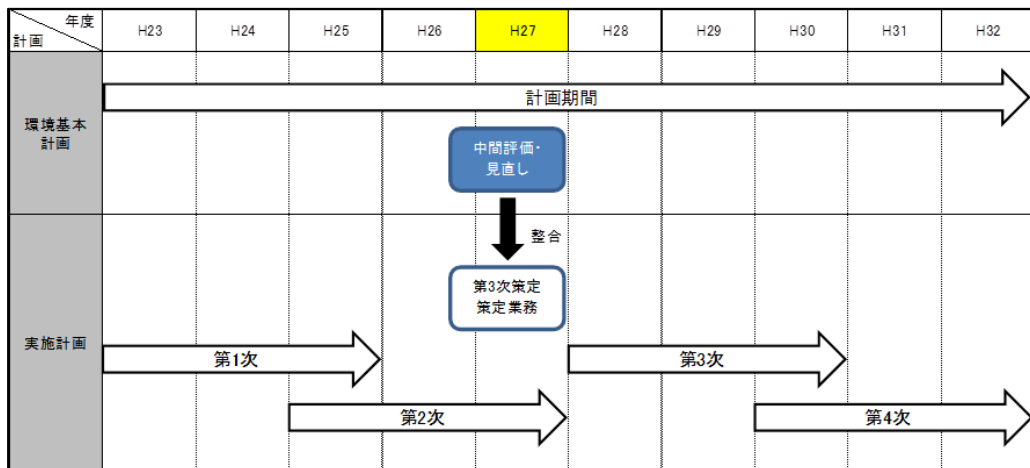 年度
計画
H23 H24 H25 H26 H27 H28 H29 H30 H31 H32
環境基本
計画
計画期間
中間評価・
見直し
整合
実施計画
第3次策定
策定業務
第1次
第3次
第2次
第4次